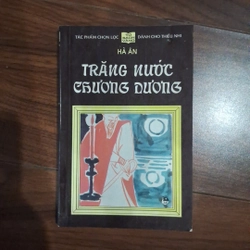 TÁC PHẨM CHỌN LỌC
DÀNH CHO THIẾU NHI
HÀ ÂN
TRĂNG NƯỚC
CHƯƠNG DƯƠNG